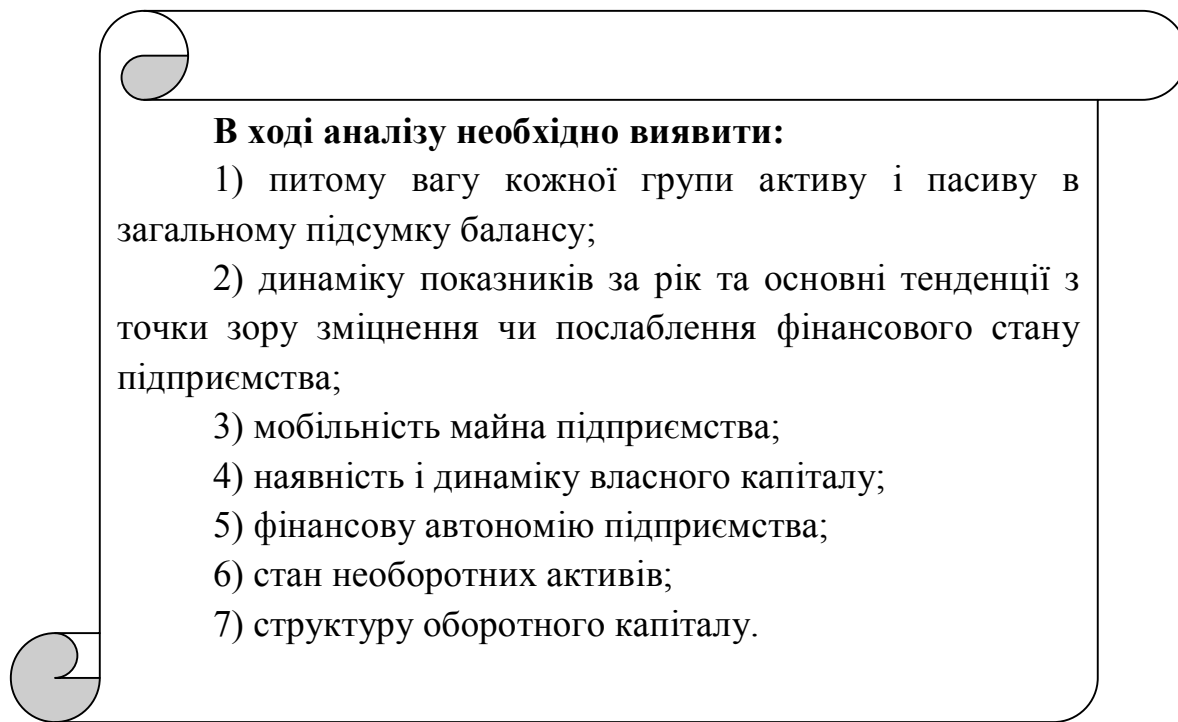 В ході аналізу необхідно виявити:
1) питому вагу кожної групи активу і пасиву в
загальному підсумку балансу;
2) динаміку показників за рік та основні тенденції з
точки зору зміцнення чи послаблення фінансового стану
підприємства;
3) мобільність майна підприємства;
4) наявність і динаміку власного капіталу;
5) фінансову автономію підприємства;
6) стан необоротних активів;
7) структуру оборотного капіталу.